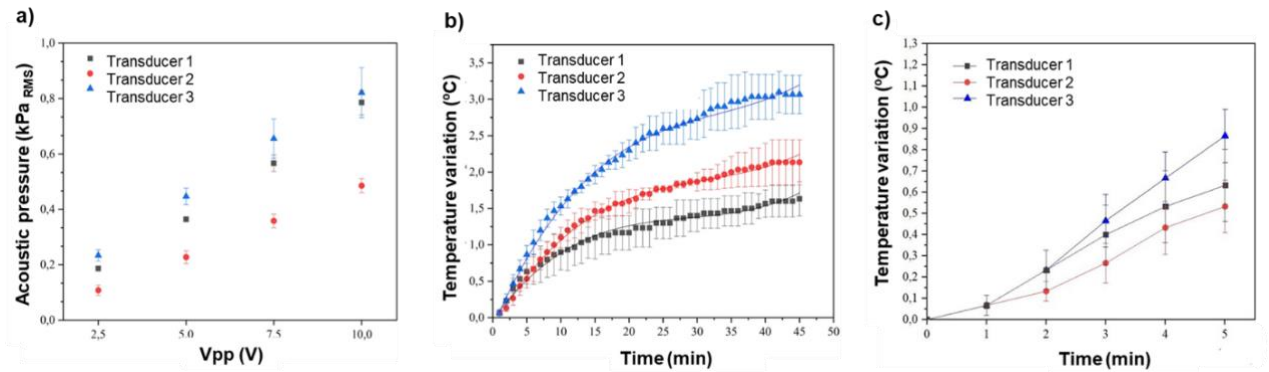 a)
Acoustic pressure (kPa RMS)
1,0
0,8
0,6
0,4
0,2
0,0
Transducer 1
Transducer 2
Transducer 3
2,5
5.0
7.5
10,0
Vpp (V)
b)
Temperature variation (ºC)
3,5
3,0
2,5
2,0
1,5
1,0
0,5
0,0
Transducer 1
Transducer 2
Transducer 3
0 5 10 15 20 25 30 35 40 45 50
Time (min)
c)
Temperature variation (ºC)
1,3
1,2
1,1
1,0
0,9
0,8
0,7
0,6
0,5
0,4
0,3
0,2
0,1
0,0
Transducer 1
Transducer 2
Transducer 3
0 1 2 3 4 5
Time (min)